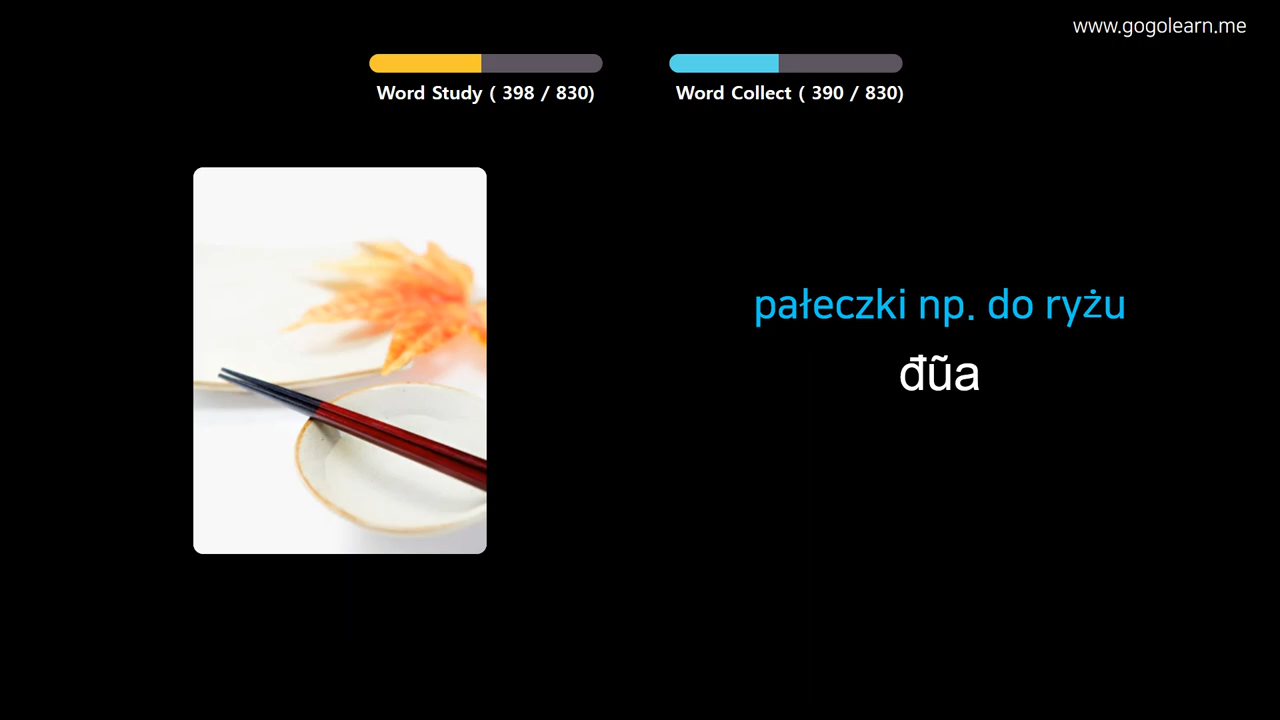 www.gogolearn.me
Word Study ( 398 / 830)
Word Collect ( 390 / 830)
pałeczki np. do ryżu
đũa